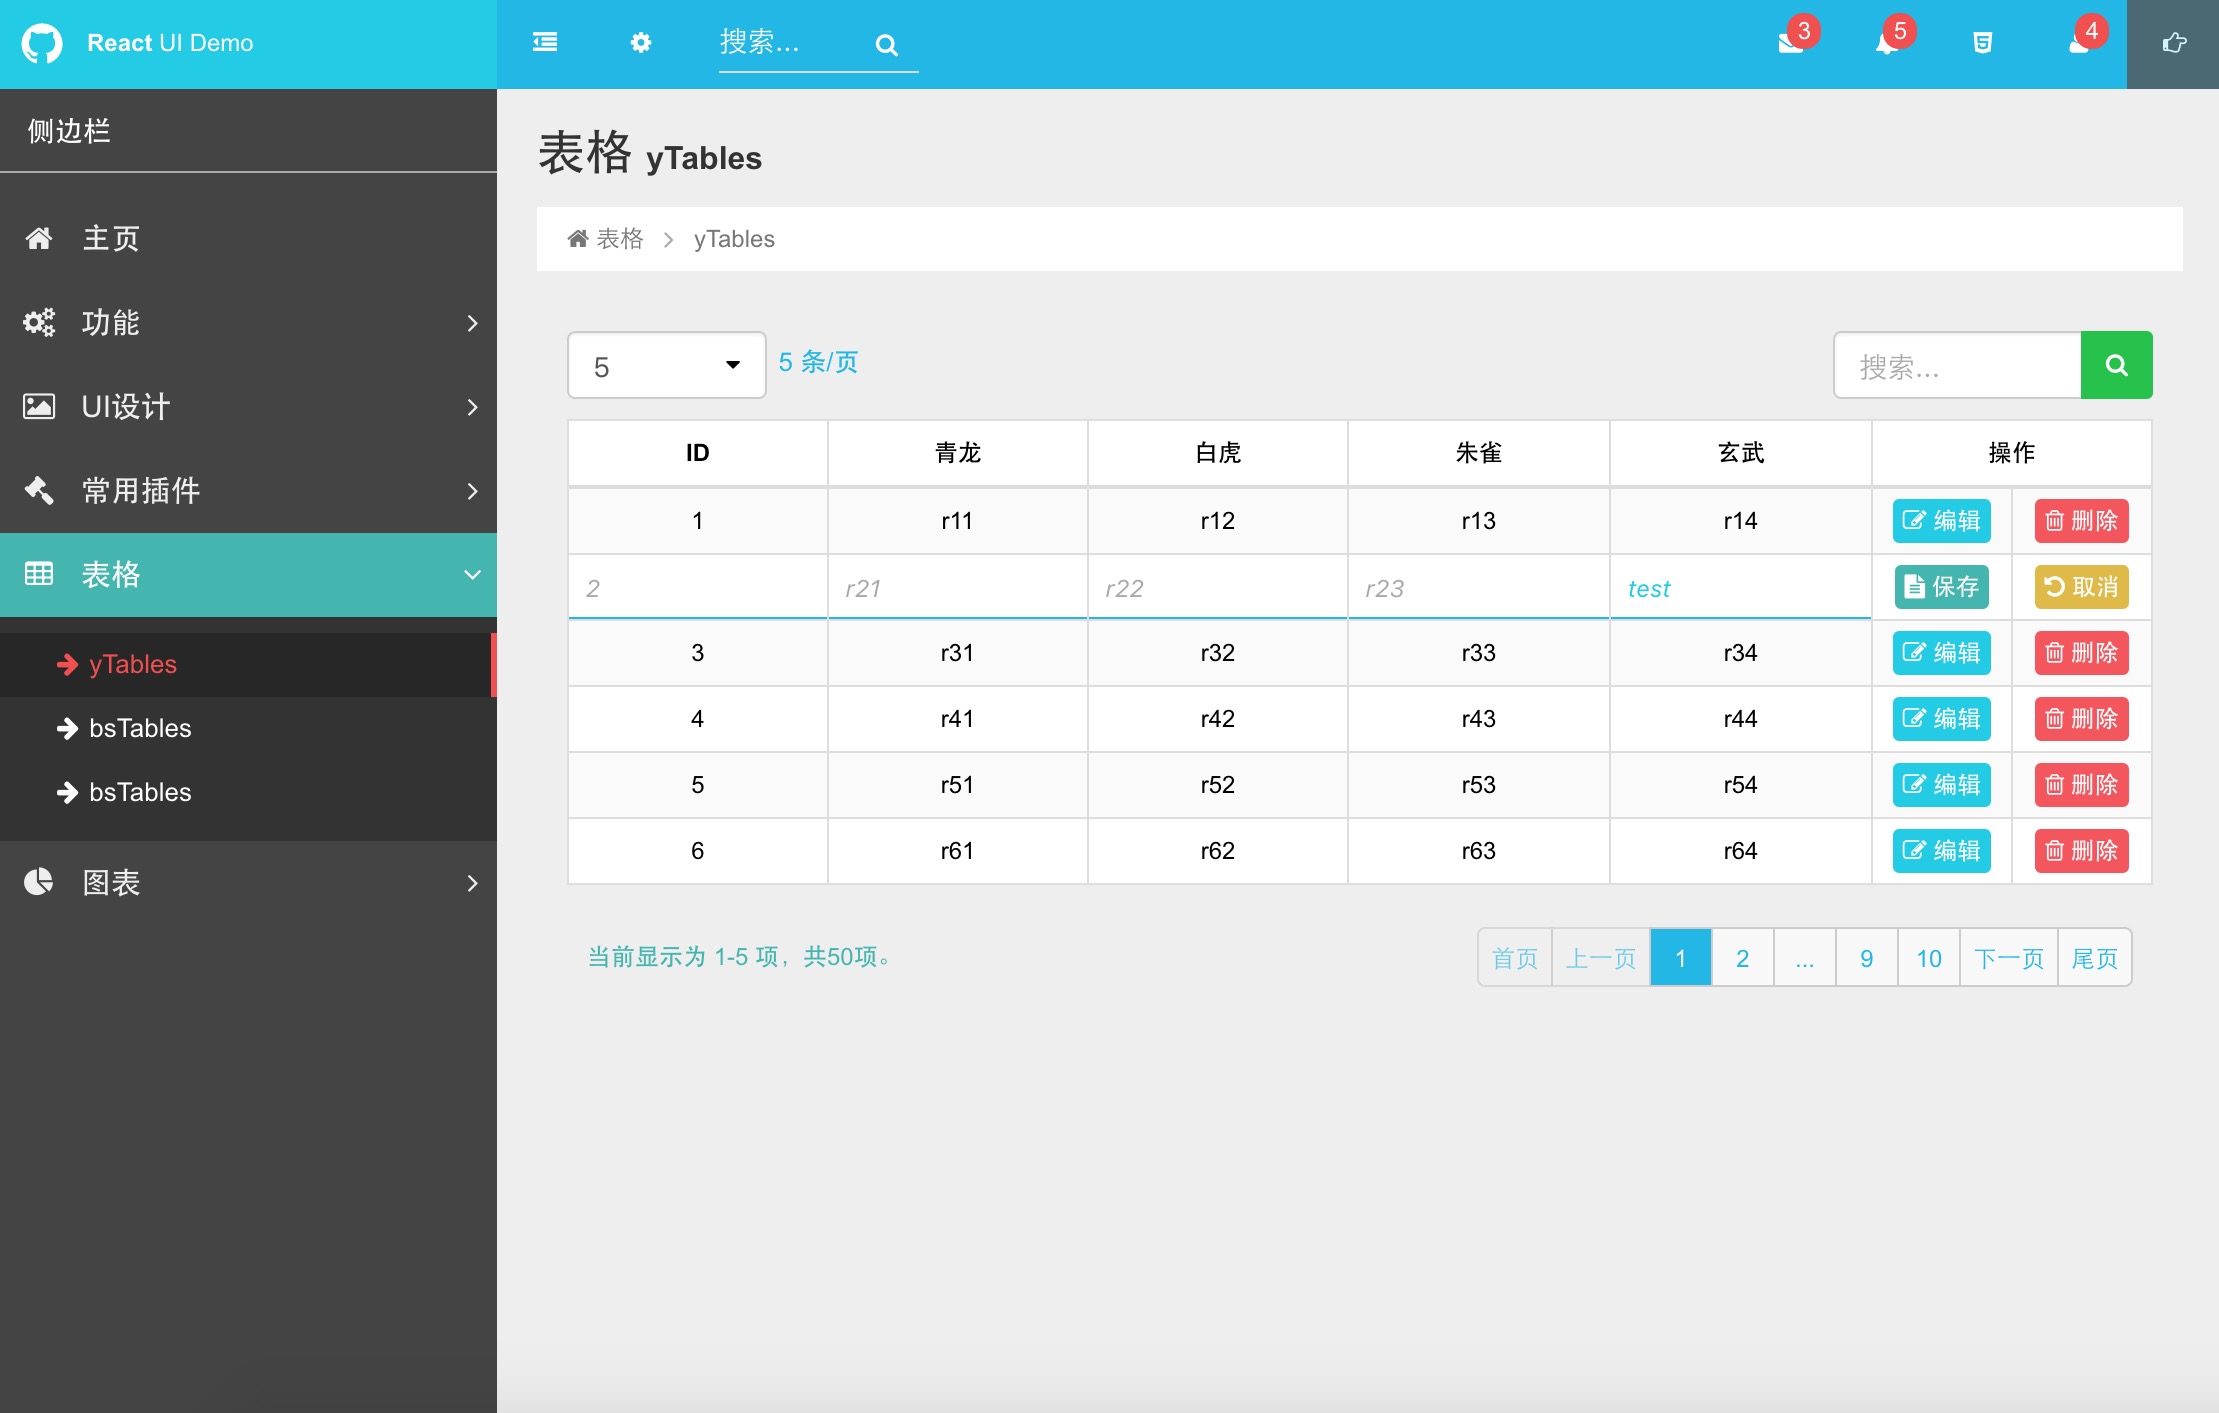 React UI Demo
搜索...
3
5
4
侧边栏
主页
功能
UI设计
常用插件
表格
yTables
bsTables
bsTables
图表
表格 yTables
表格 yTables
5
5 条/页
搜索...
ID 青龙 白虎 朱雀 玄武 操作
1 r11 r12 r13 r14 编辑 删除
2 r21 r22 r23 test 保存 取消
3 r31 r32 r33 r34 编辑 删除
4 r41 r42 r43 r44 编辑 删除
5 r51 r52 r53 r54 编辑 删除
6 r61 r62 r63 r64 编辑 删除
当前显示为 1-5 项，共50项。
首页 上一页 1 2 ... 9 10 下一页 尾页